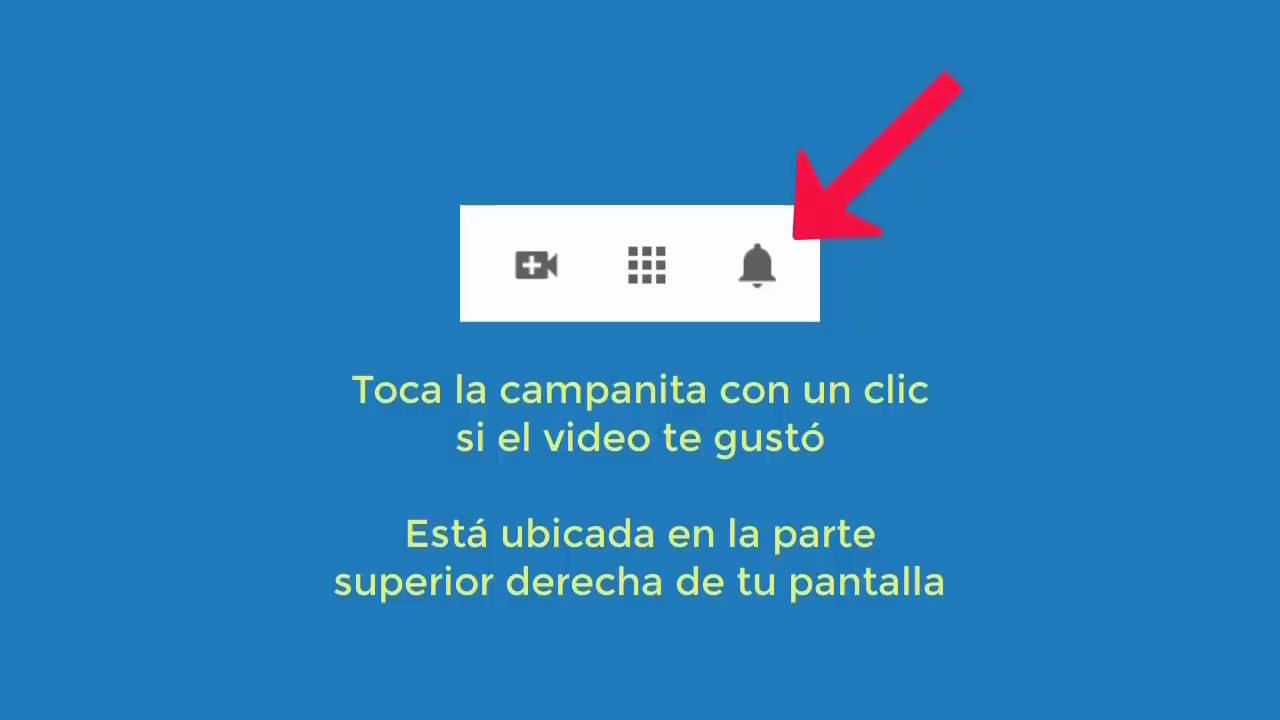 Toca la campanita con un clic
si el video te gustó
Está ubicada en la parte
superior derecha de tu pantalla